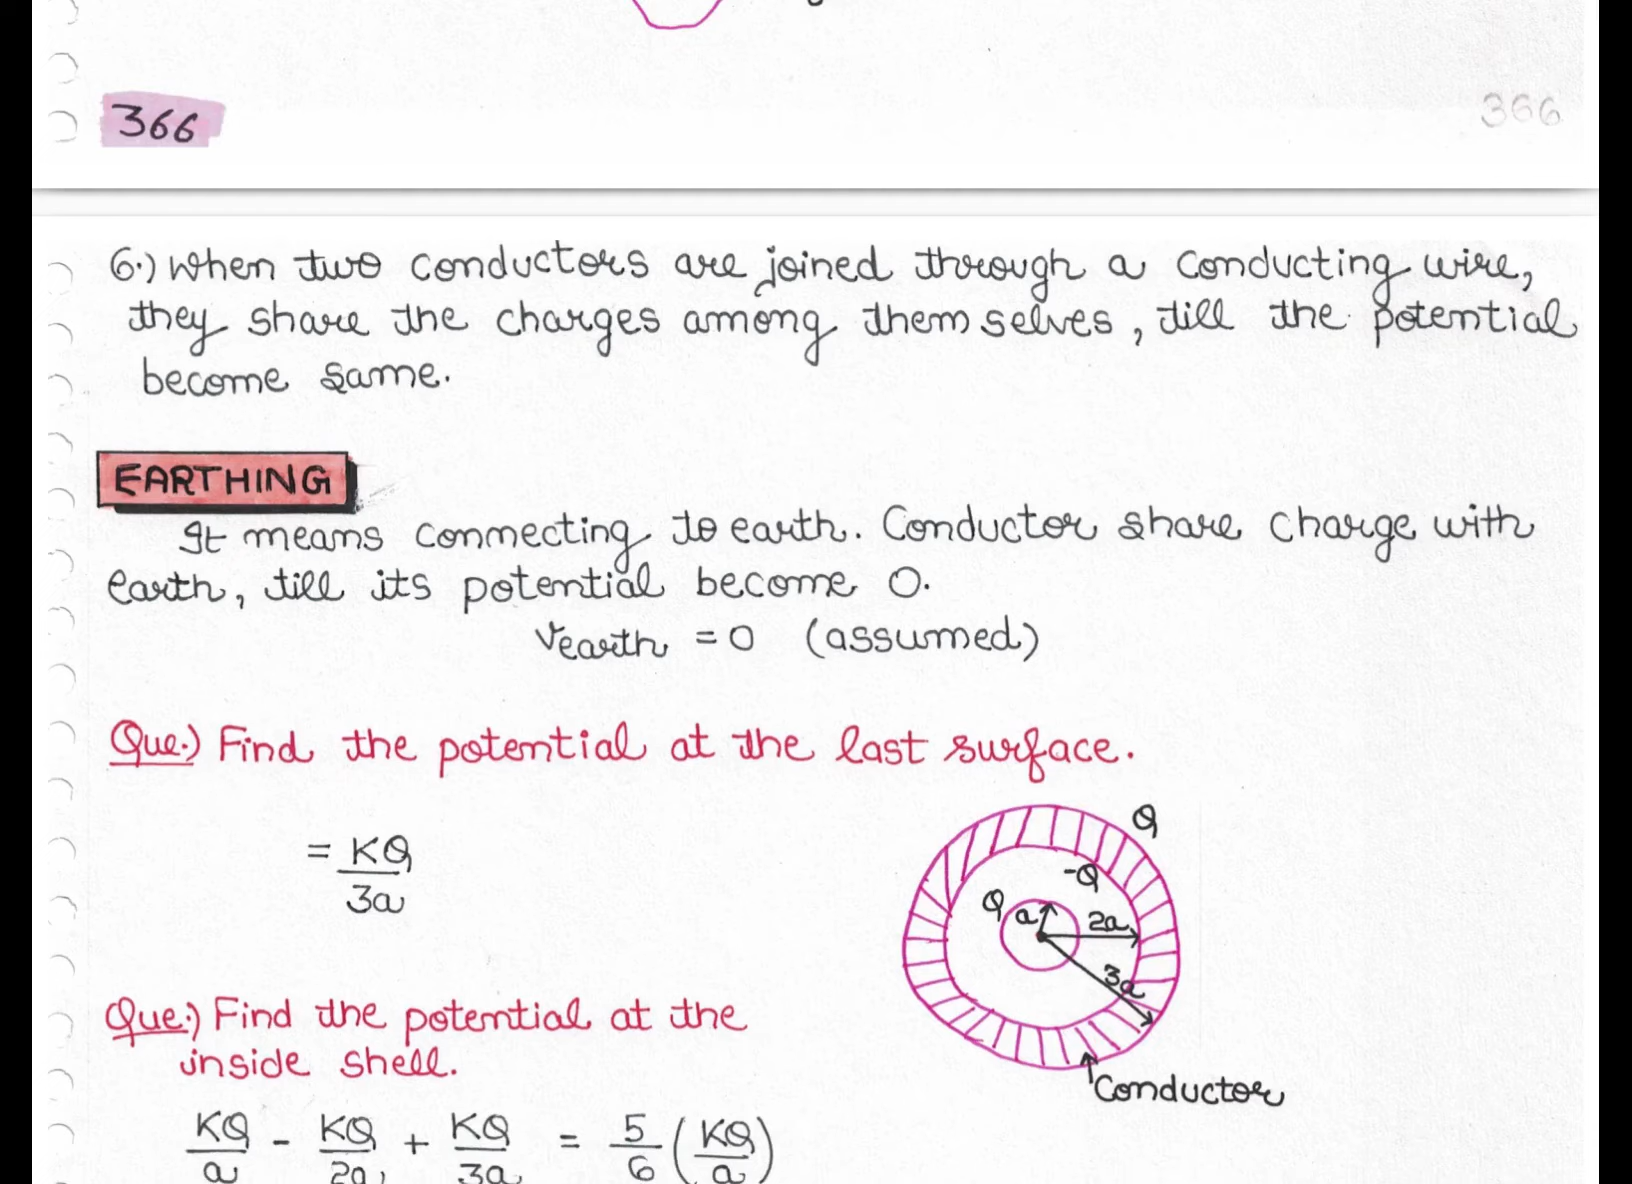 366
366
6.) When two conductors are joined through a conducting wire,
they share the charges among themselves, till the potential
become same.
EARTHING
It means connecting to earth. Conductor share charge with
earth, till its potential become 0.
Vearth = 0 (assumed)
Que.) Find the potential at the last surface.
= KQ/3a
Q
-Q
Q a 2a
3a
Conductor
Que.) Find the potential at the
inside shell.
KQ/a - KQ/2a + KQ/3a = 5/6 (KQ/a)